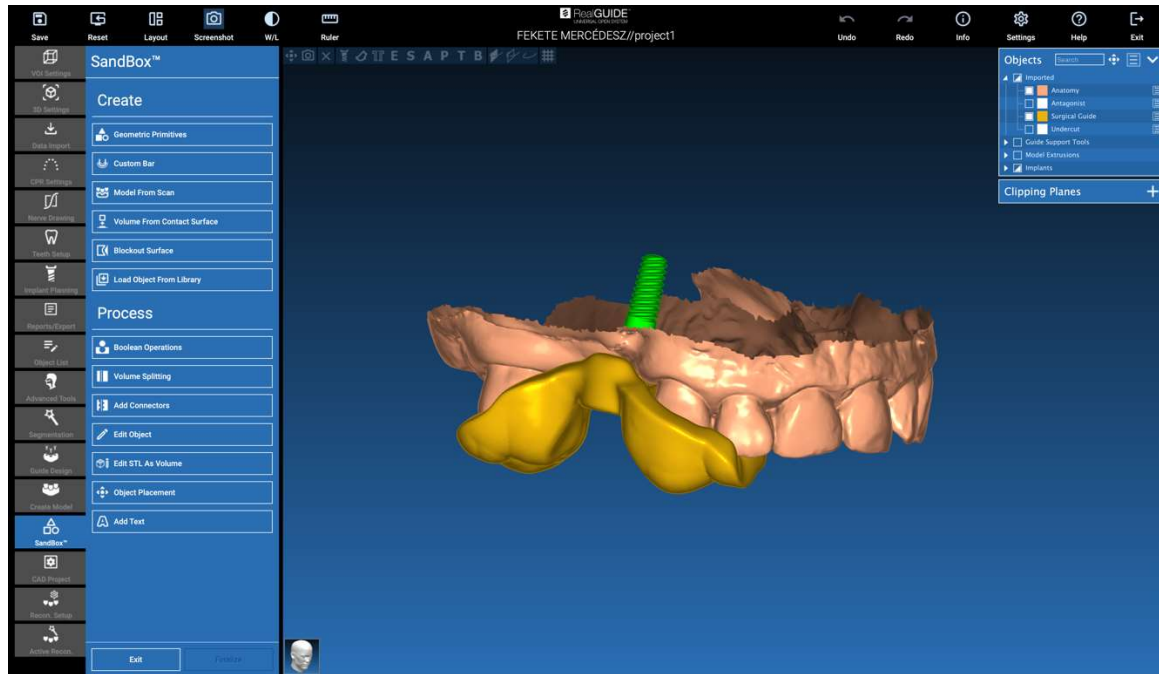 Save
Reset
Layout
Screenshot
W/L
Ruler
RealGUIDE
UNIVERSAL OPEN SYSTEM
FEKETE MERCÉDESZ//project1
Undo
Redo
Info
Settings
Help
Exit
VOI Settings
3D Settings
Data Import
CPR Settings
Nerve Drawing
Teeth Setup
Implant Planning
Reports/Export
Object List
Advanced Tools
Segmentation
Guide Design
Create Model
SandBox™
CAD Project
Recon. Setup
Active Recon.
SandBox™
Create
Geometric Primitives
Custom Bar
Model From Scan
Volume From Contact Surface
Blockout Surface
Load Object From Library
Process
Boolean Operations
Volume Splitting
Add Connectors
Edit Object
Edit STL As Volume
Object Placement
Add Text
Exit
Finalize
E S A P T B
Objects
Search
Imported
Anatomy
Antagonist
Surgical Guide
Undercut
Guide Support Tools
Model Extrusions
Implants
Clipping Planes